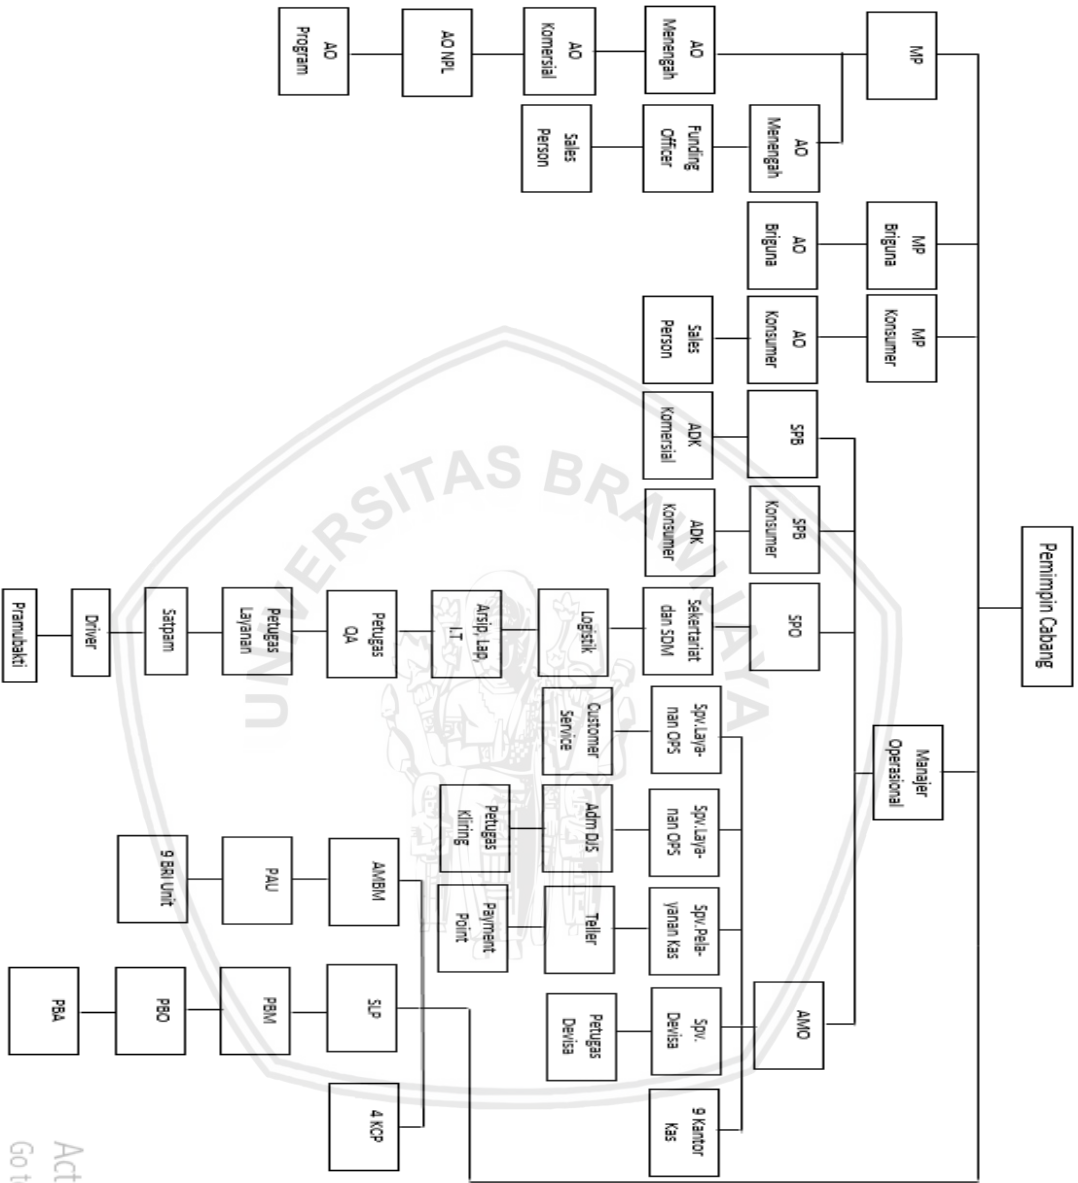 Pemimpin Cabang
MP
MP
Briguna
MP
Konsumer
Manajer
Operasional
AO
Menengah
AO
Komersial
AO NPL
AO
Program
AO
Menengah
Funding
Officer
Sales
Person
AO
Briguna
AO
Konsumer
Sales
Person
SPB
ADK
Komersial
SPB
Konsumer
ADK
Konsumer
SPO
Sekertariat
dan SDM
Logistik
Arsip, Lap,
I.T
Petugas
QA
Petugas
Layanan
Satpam
Driver
Pramubakti
AMO
Spv.Laya-
nan OPS
Customer
Service
Spv.Laya-
nan OPS
Adm DJS
Petugas
Kliring
Spv.Pela-
yanan Kas
Teller
Payment
Point
Spv.
Devisa
Petugas
Devisa
9 Kantor
Kas
AMBM
PAU
9 BRI Unit
SLP
PBM
PBO
PBA
4 KCP
UNIVERSITAS BRAWIJAYA
Act
Go t